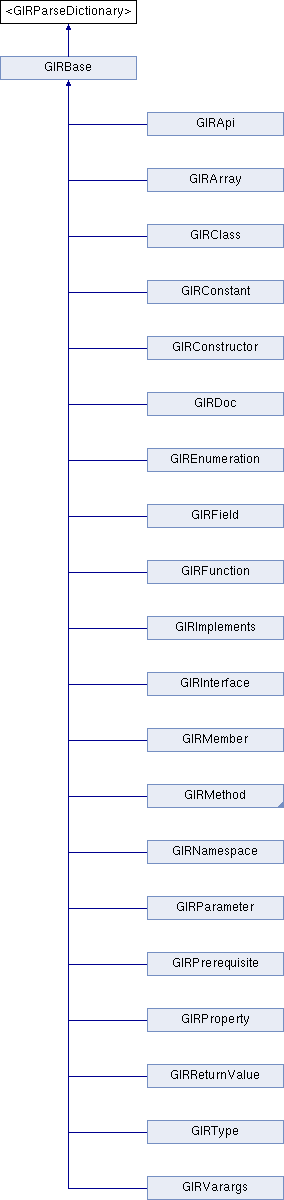 <GIRParseDictionary>
GIRBase
GIRApi
GIRArray
GIRClass
GIRConstant
GIRConstructor
GIRDoc
GIREnumeration
GIRField
GIRFunction
GIRImplements
GIRInterface
GIRMember
GIRMethod
GIRNamespace
GIRParameter
GIRPrerequisite
GIRProperty
GIRReturnValue
GIRType
GIRVarargs